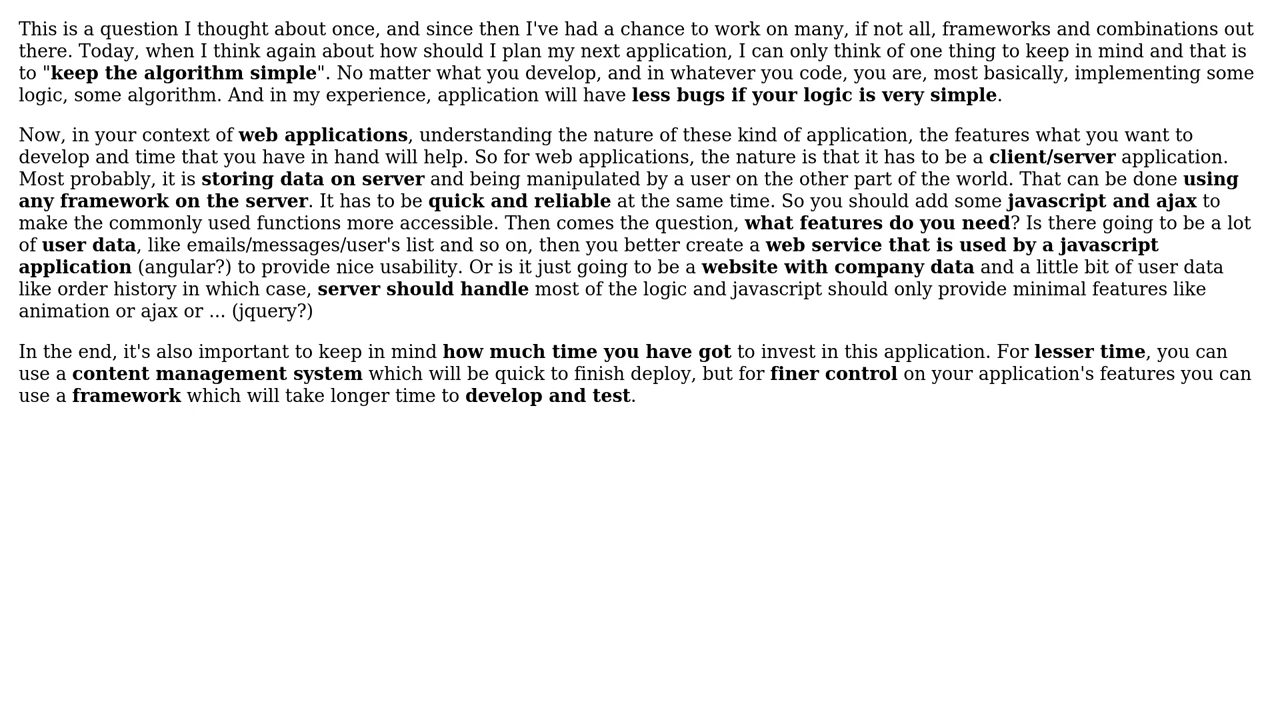 This is a question I thought about once, and since then I've had a chance to work on many, if not all, frameworks and combinations out
there. Today, when I think again about how should I plan my next application, I can only think of one thing to keep in mind and that is
to "keep the algorithm simple". No matter what you develop, and in whatever you code, you are, most basically, implementing some
logic, some algorithm. And in my experience, application will have less bugs if your logic is very simple.
Now, in your context of web applications, understanding the nature of these kind of application, the features what you want to
develop and time that you have in hand will help. So for web applications, the nature is that it has to be a client/server application.
Most probably, it is storing data on server and being manipulated by a user on the other part of the world. That can be done using
any framework on the server. It has to be quick and reliable at the same time. So you should add some javascript and ajax to
make the commonly used functions more accessible. Then comes the question, what features do you need? Is there going to be a lot
of user data, like emails/messages/user's list and so on, then you better create a web service that is used by a javascript
application (angular?) to provide nice usability. Or is it just going to be a website with company data and a little bit of user data
like order history in which case, server should handle most of the logic and javascript should only provide minimal features like
animation or ajax or ... (jquery?)
In the end, it's also important to keep in mind how much time you have got to invest in this application. For lesser time, you can
use a content management system which will be quick to finish deploy, but for finer control on your application's features you can
use a framework which will take longer time to develop and test.